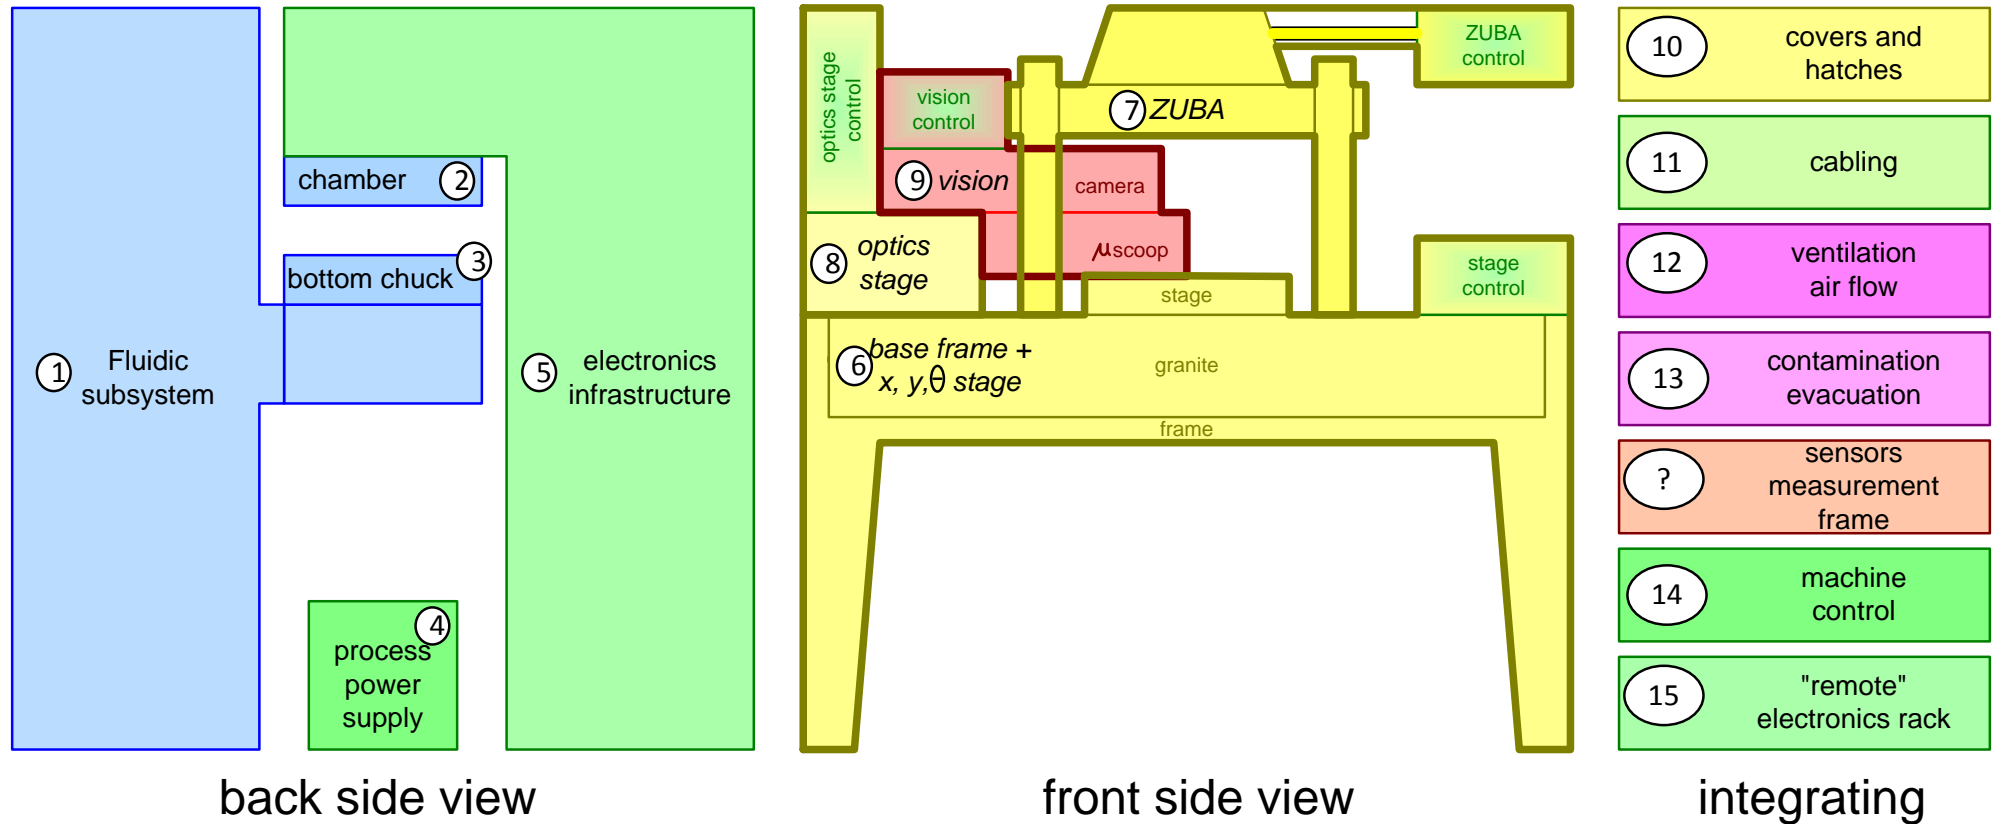 chamber 2
bottom chuck 3
1 Fluidic
subsystem
4
process
power
supply
5 electronics
infrastructure
back side view
optics stage
control
vision
control
7 ZUBA
ZUBA
control
9 vision
camera
μscoop
8 optics
stage
stage
stage
control
6 base frame +
x, y,θ stage
granite
frame
front side view
10 covers and
hatches
11 cabling
12 ventilation
air flow
13 contamination
evacuation
? sensors
measurement
frame
14 machine
control
15 "remote"
electronics rack
integrating